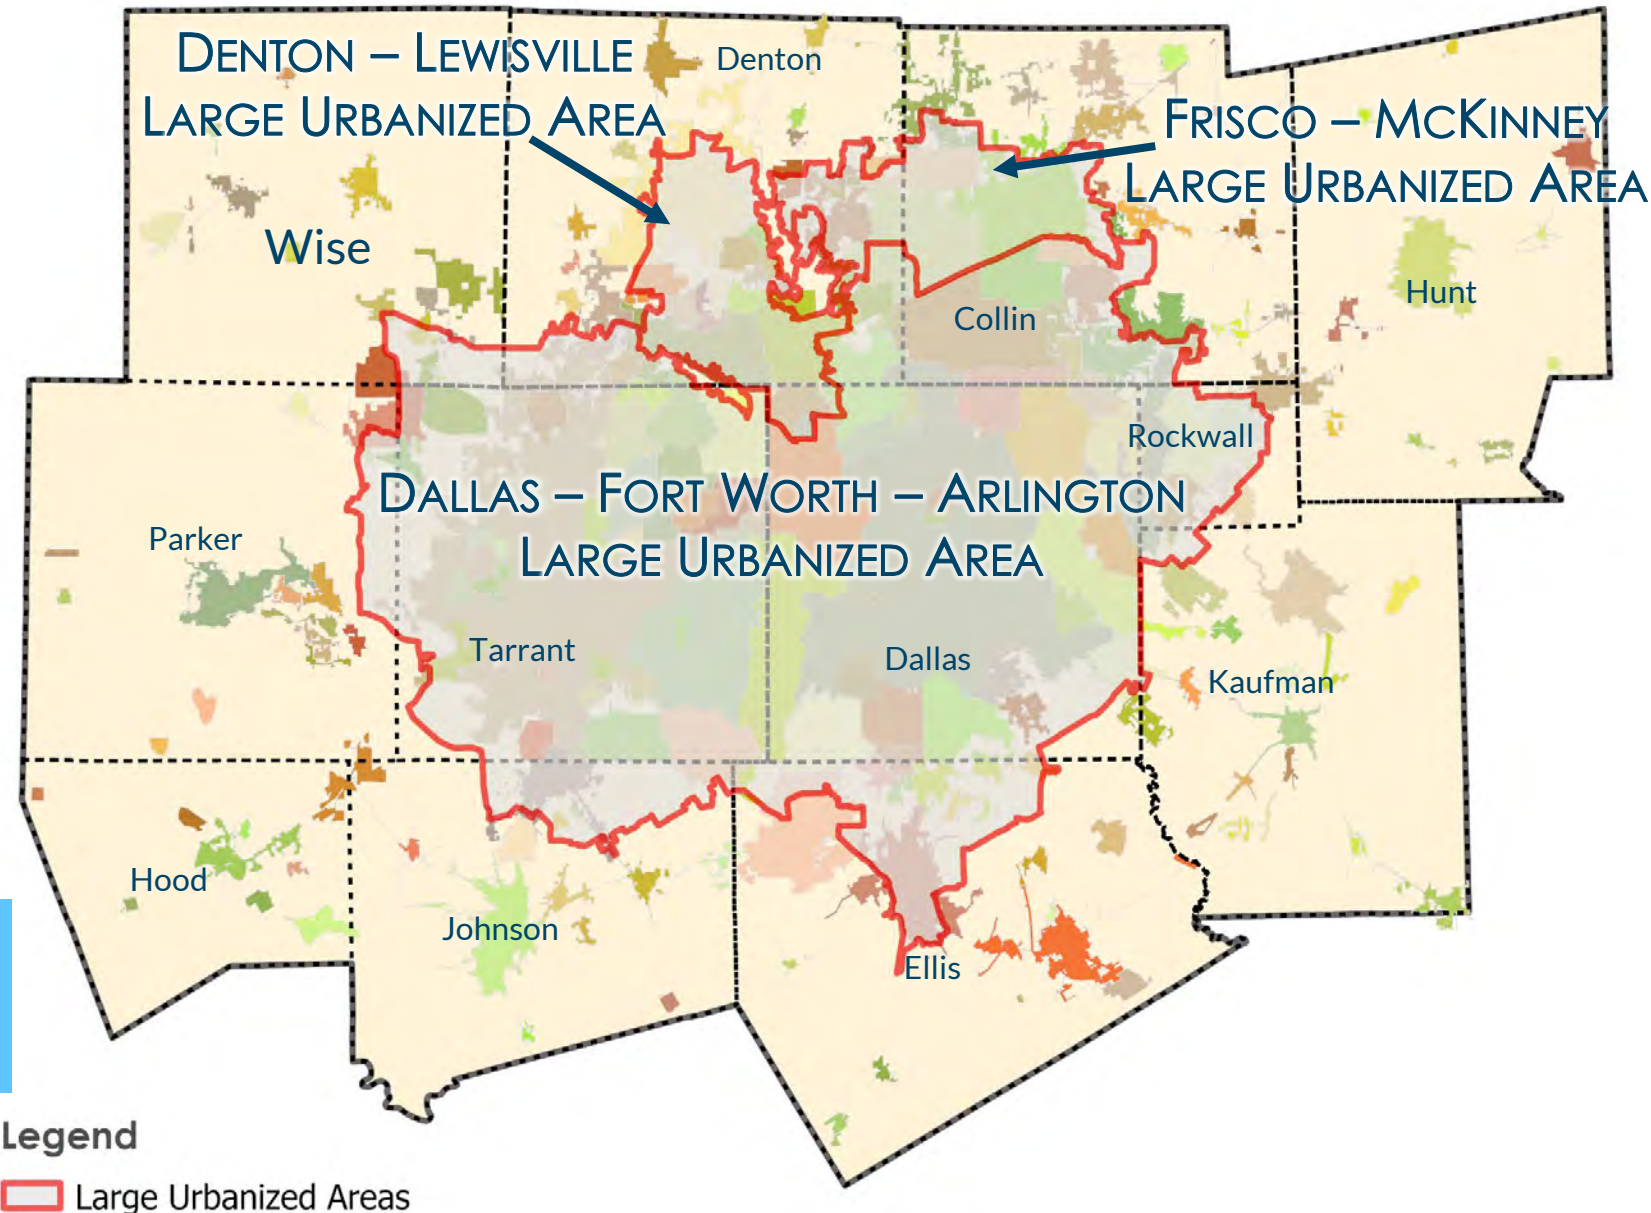 DENTON – LEWISVILLE
LARGE URBANIZED AREA
Denton
FRISCO – MCKINNEY
LARGE URBANIZED AREA
Wise
Hunt
Collin
Rockwall
DALLAS – FORT WORTH – ARLINGTON
LARGE URBANIZED AREA
Parker
Tarrant
Dallas
Kaufman
Hood
Johnson
Ellis
Legend
Large Urbanized Areas